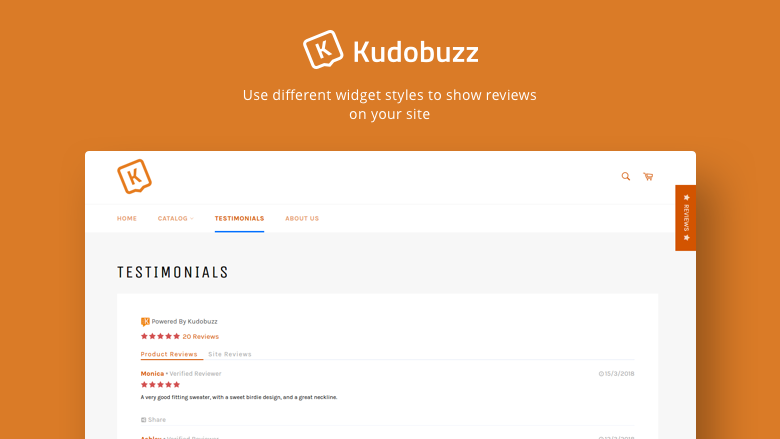 K Kudobuzz
Use different widget styles to show reviews
on your site
K
HOME CATALOG TESTIMONIALS ABOUT US
★ REVIEWS ★
TESTIMONIALS
K Powered By Kudobuzz
★★★★★ 20 Reviews
Product Reviews Site Reviews
Monica • Verified Reviewer 15/3/2018
★★★★★
A very good fitting sweater, with a sweet birdie design, and a great neckline.
Share